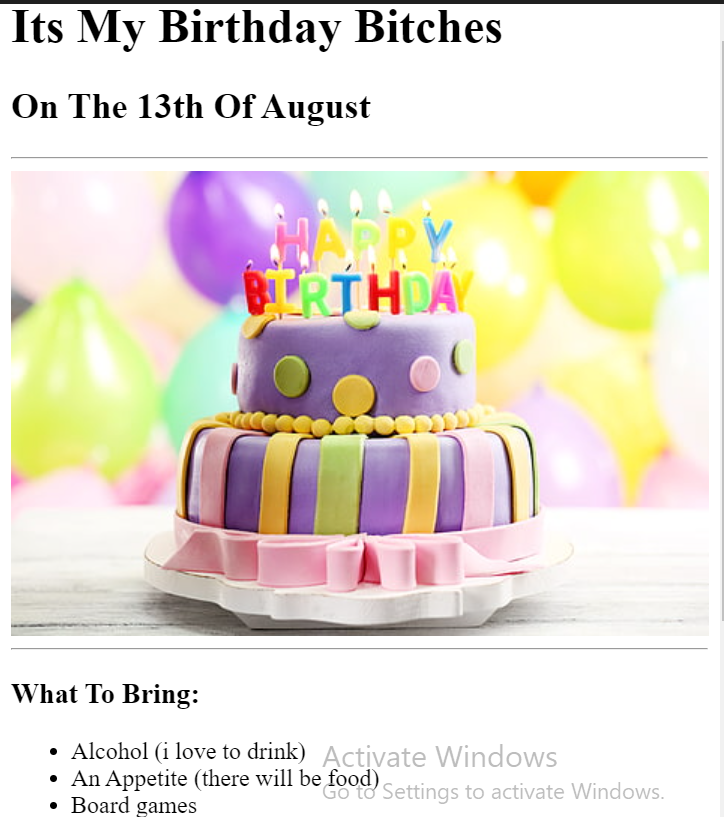 Its My Birthday Bitches
On The 13th Of August
HAPPY
BIRTHDAY
What To Bring:
Alcohol (i love to drink)
An Appetite (there will be food)
Board games
Activate Windows
Go to Settings to activate Windows.